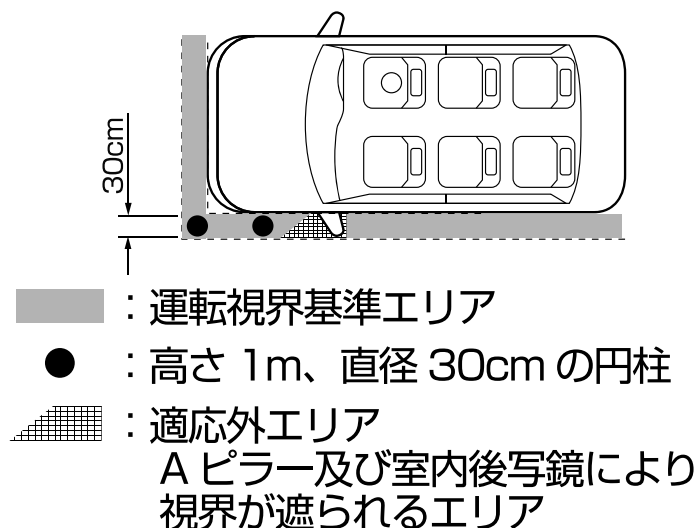 30cm
：運転視界基準エリア
：高さ 1m、直径 30cm の円柱
：適応外エリア
A ピラー及び室内後写鏡により
視界が遮られるエリア